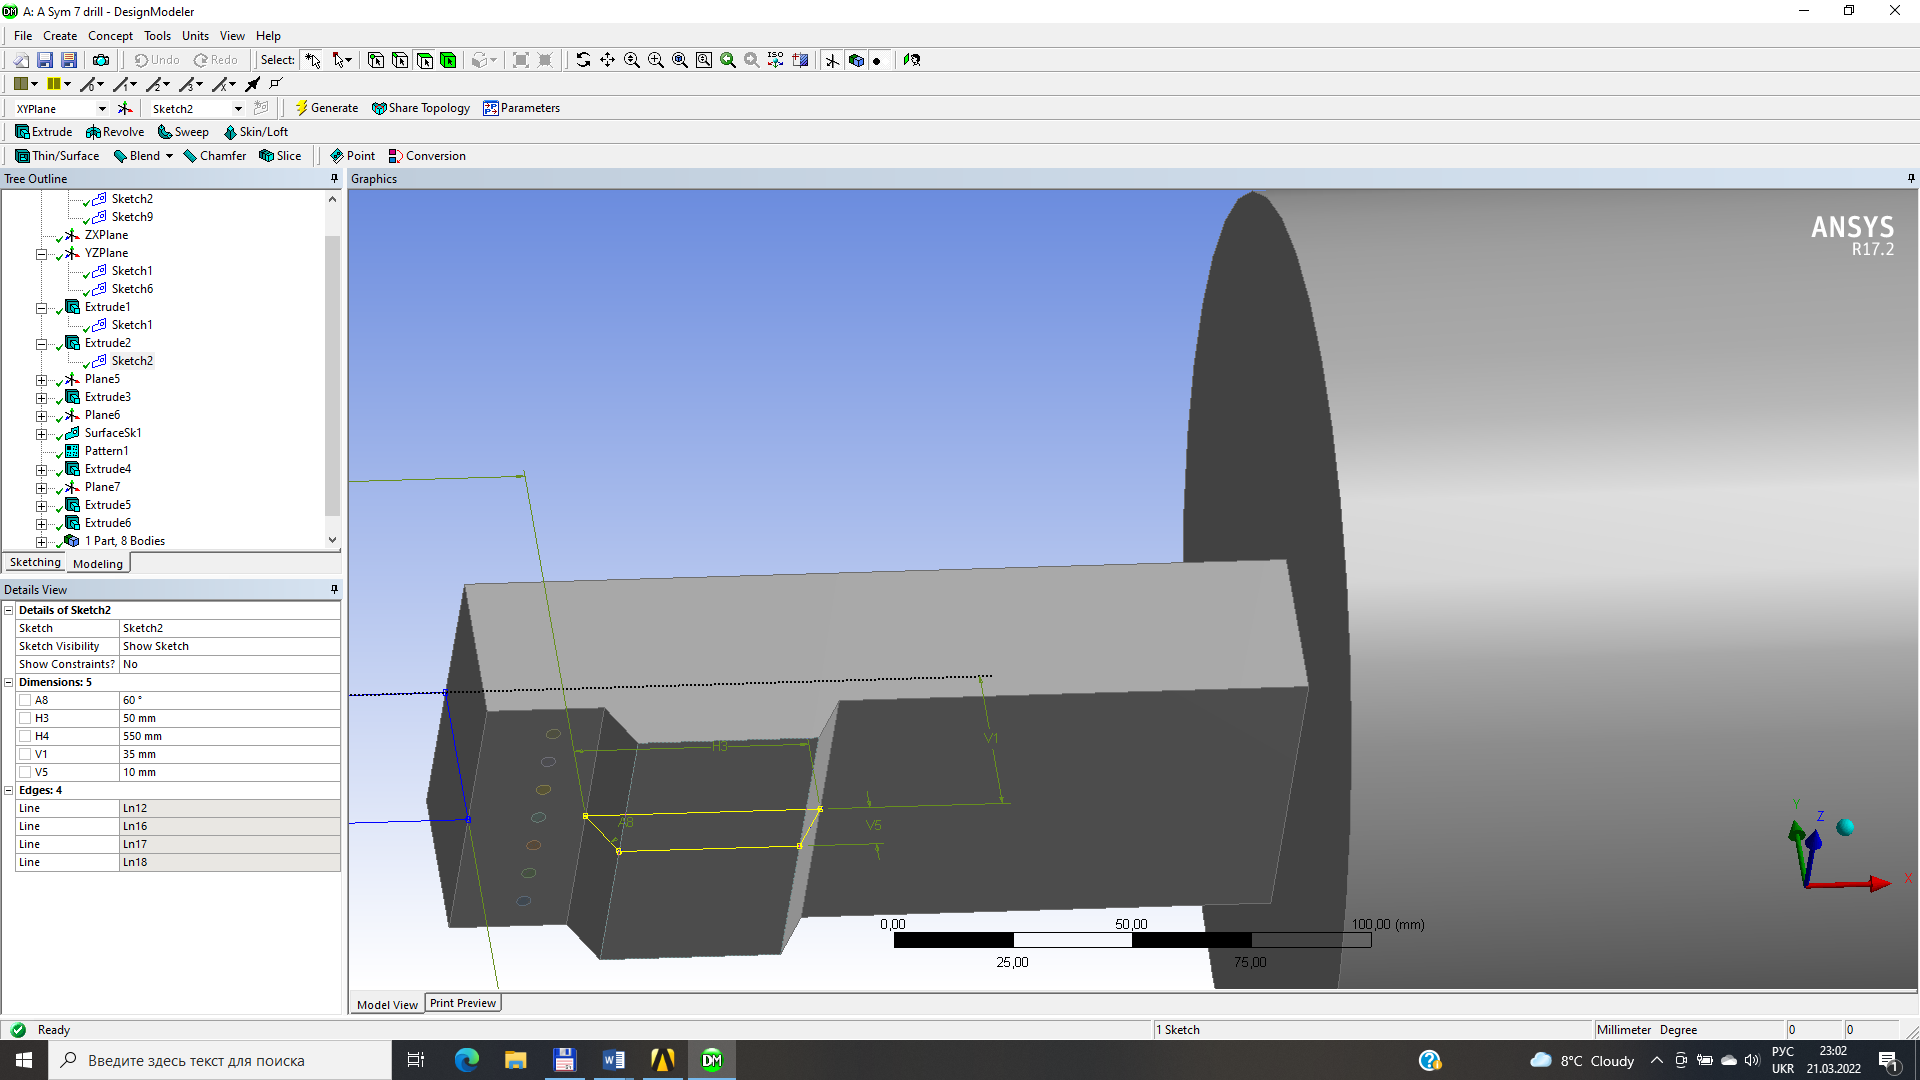 A: A Sym 7 drill - DesignModeler
File Create Concept Tools Units View Help
Undo Redo Select: ISO
XYPlane Sketch2 Generate Share Topology Parameters
Extrude Revolve Sweep Skin/Loft
Thin/Surface Blend Chamfer Slice Point Conversion
Tree Outline
Sketch2
Sketch9
ZXPlane
YZPlane
Sketch1
Sketch6
Extrude1
Sketch1
Extrude2
Sketch2
Plane5
Extrude3
Plane6
SurfaceSk1
Pattern1
Extrude4
Plane7
Extrude5
Extrude6
1 Part, 8 Bodies
Sketching Modeling
Details View
Details of Sketch2
Sketch Sketch2
Sketch Visibility Show Sketch
Show Constraints? No
Dimensions: 5
A8 60 °
H3 50 mm
H4 550 mm
V1 35 mm
V5 10 mm
Edges: 4
Line Ln12
Line Ln16
Line Ln17
Line Ln18
Graphics
ANSYS
R17.2
H3
V1
A8
V5
Y
Z
X
0,00 50,00 100,00 (mm)
25,00 75,00
Model View Print Preview
Ready 1 Sketch Millimeter Degree 0 0
Введите здесь текст для поиска
8°C Cloudy
РУС
UKR
23:02
21.03.2022
1